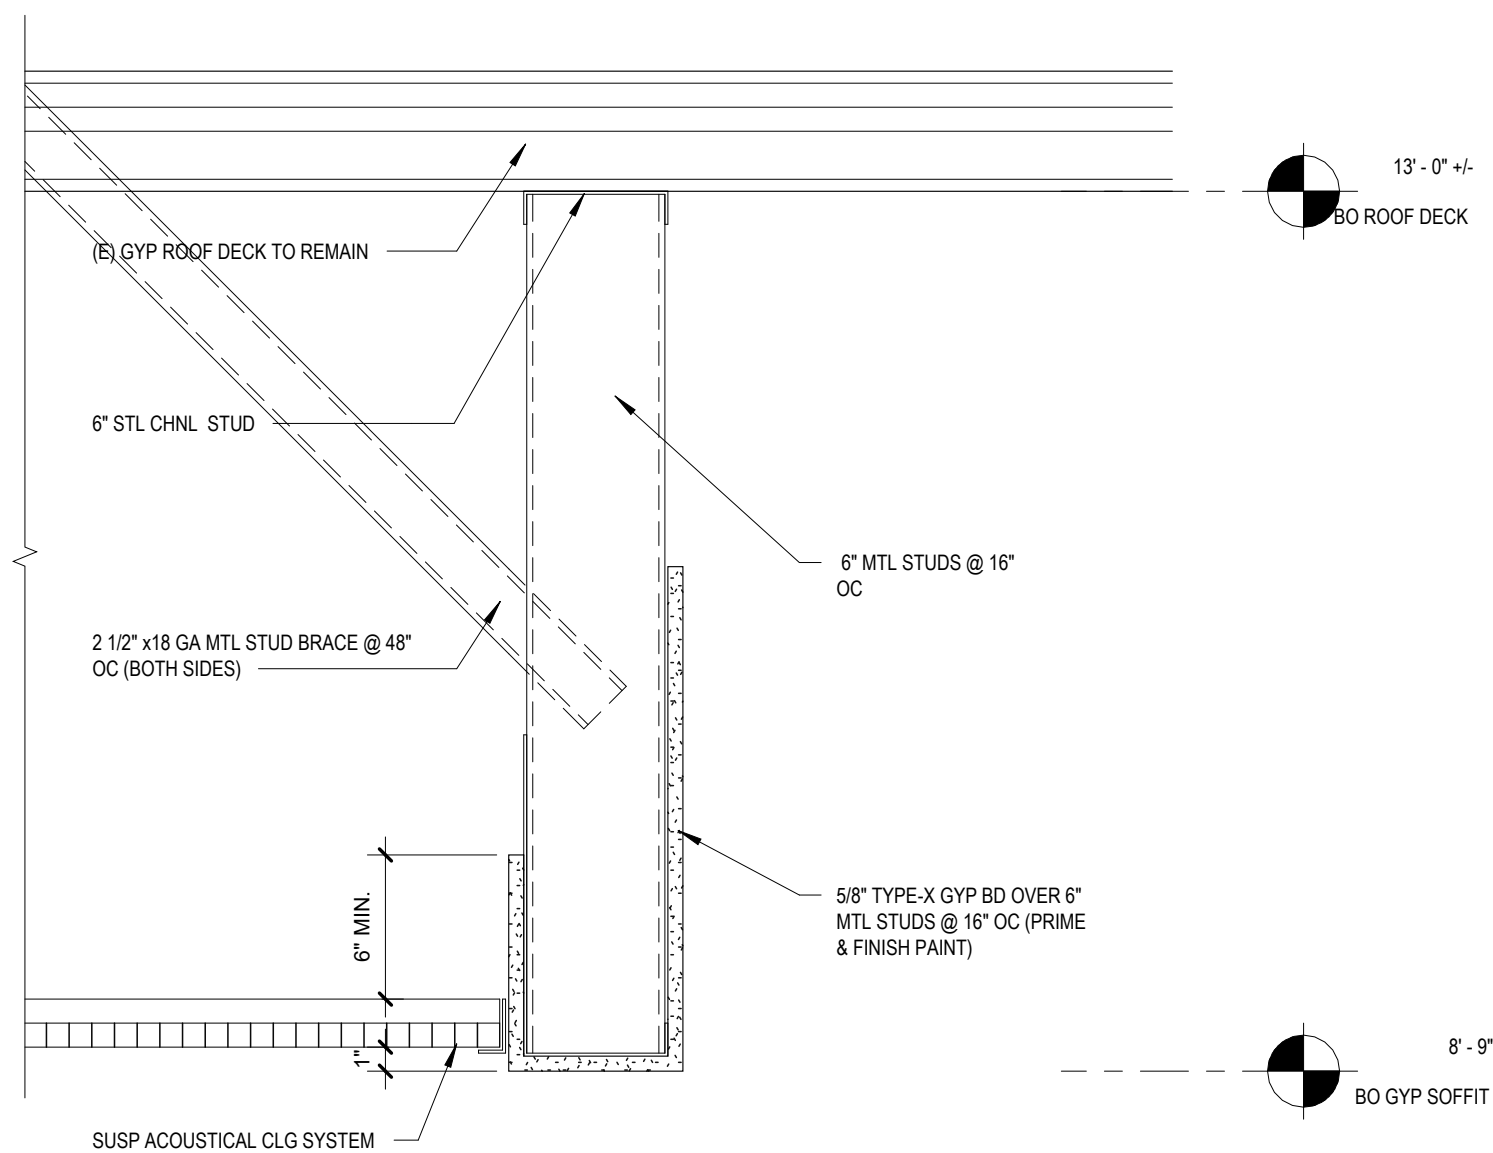 13' - 0" +/-
BO ROOF DECK
(E) GYP ROOF DECK TO REMAIN
6" STL CHNL  STUD
6" MTL STUDS @ 16"
OC
2 1/2" x18 GA MTL STUD BRACE @ 48"
OC (BOTH SIDES)
5/8" TYPE-X GYP BD OVER 6"
MTL STUDS @ 16" OC (PRIME
& FINISH PAINT)
6" MIN.
1"
8' - 9"
BO GYP SOFFIT
SUSP ACOUSTICAL CLG SYSTEM